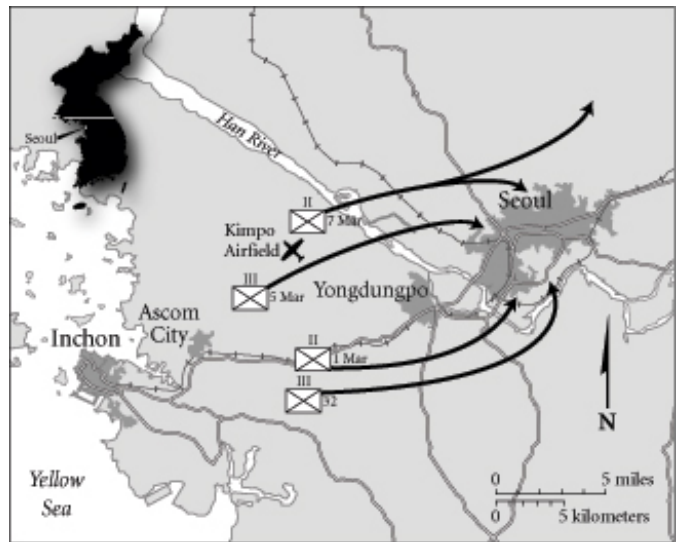 Seoul
Han River
II
7 Mar
Seoul
Kimpo
Airfield
III
5 Mar
Yongdungpo
Ascom
City
Inchon
II
1 Mar
III
32
N
Yellow
Sea
0 5 miles
0 5 kilometers